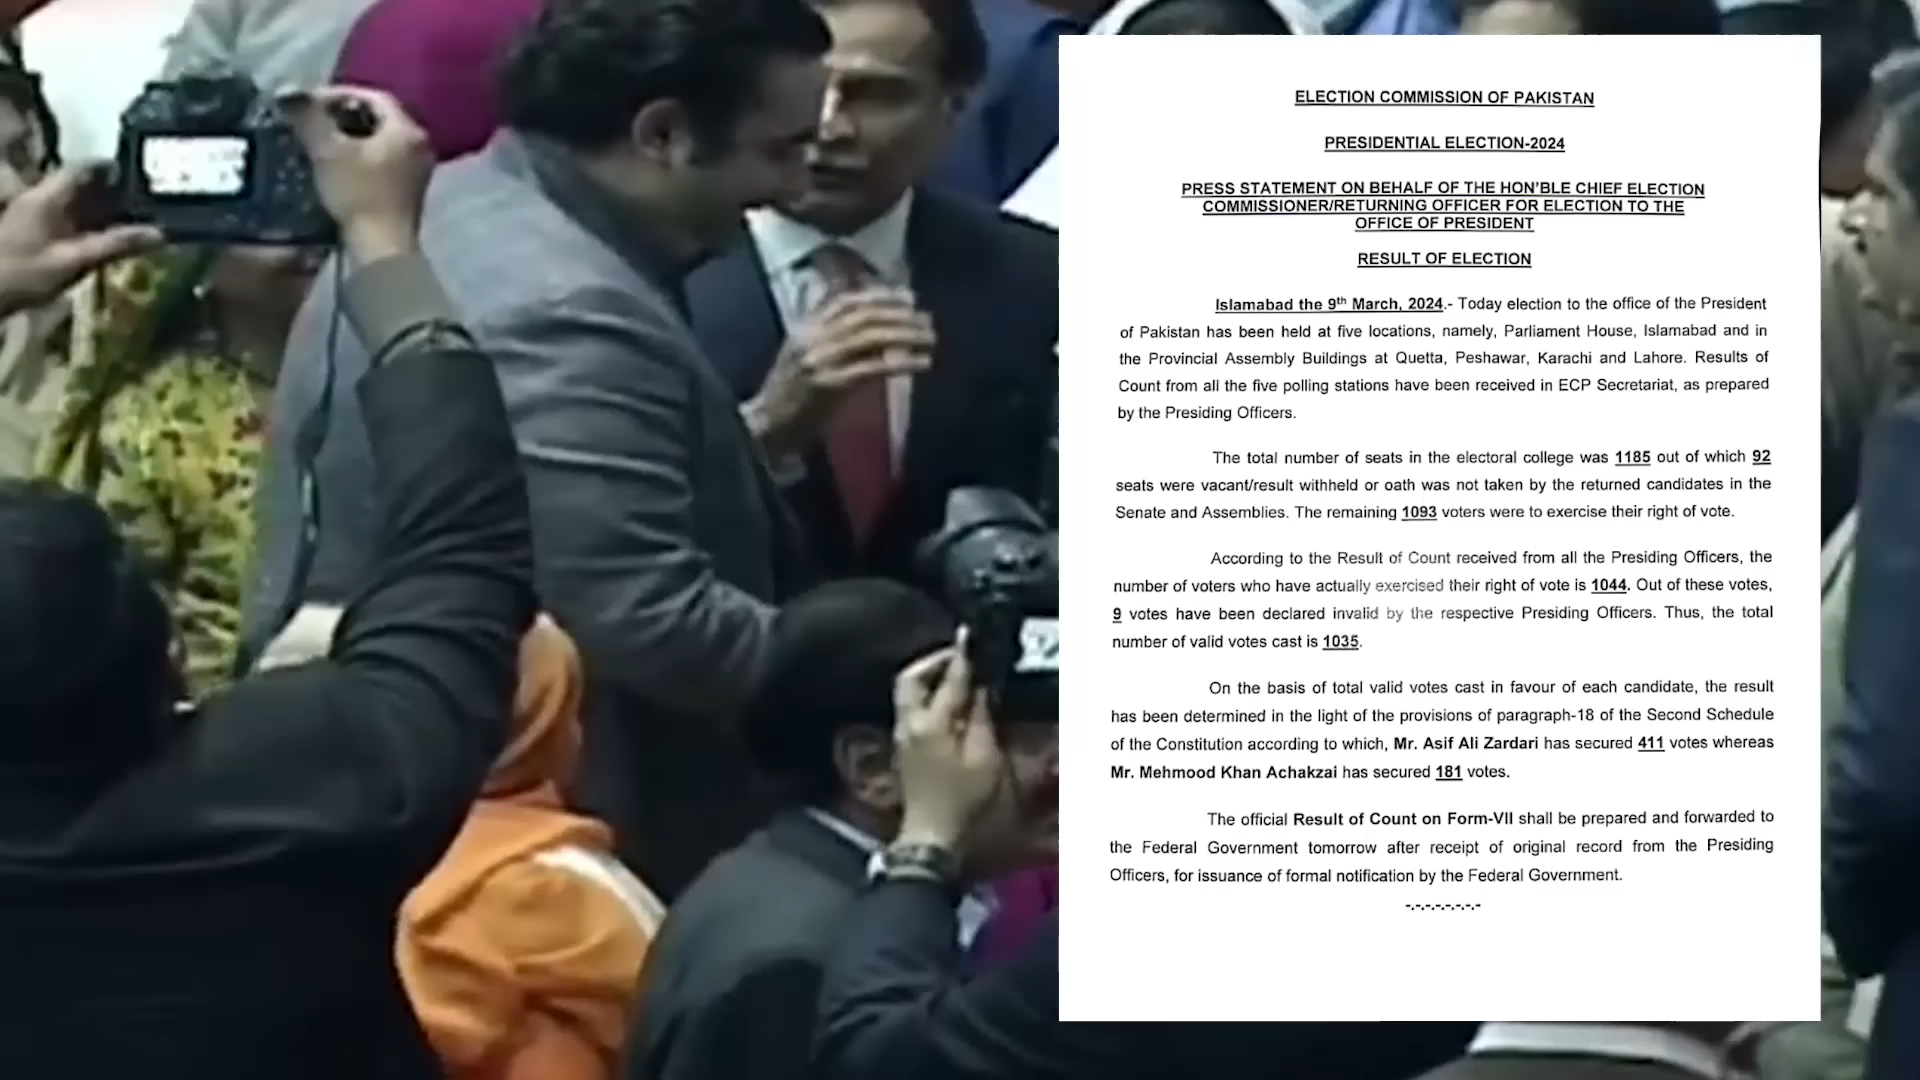 ELECTION COMMISSION OF PAKISTAN
PRESIDENTIAL ELECTION-2024
PRESS STATEMENT ON BEHALF OF THE HON'BLE CHIEF ELECTION
COMMISSIONER/RETURNING OFFICER FOR ELECTION TO THE
OFFICE OF PRESIDENT
RESULT OF ELECTION
Islamabad the 9th March, 2024.- Today election to the office of the President
of Pakistan has been held at five locations, namely, Parliament House, Islamabad and in
the Provincial Assembly Buildings at Quetta, Peshawar, Karachi and Lahore. Results of
Count from all the five polling stations have been received in ECP Secretariat, as prepared
by the Presiding Officers.
The total number of seats in the electoral college was 1185 out of which 92
seats were vacant/result withheld or oath was not taken by the returned candidates in the
Senate and Assemblies. The remaining 1093 voters were to exercise their right of vote.
According to the Result of Count received from all the Presiding Officers, the
number of voters who have actually exercised their right of vote is 1044. Out of these votes,
9 votes have been declared invalid by the respective Presiding Officers. Thus, the total
number of valid votes cast is 1035.
On the basis of total valid votes cast in favour of each candidate, the result
has been determined in the light of the provisions of paragraph-18 of the Second Schedule
of the Constitution according to which, Mr. Asif Ali Zardari has secured 411 votes whereas
Mr. Mehmood Khan Achakzai has secured 181 votes.
The official Result of Count on Form-VII shall be prepared and forwarded to
the Federal Government tomorrow after receipt of original record from the Presiding
Officers, for issuance of formal notification by the Federal Government.
-.-.-.-.-.-.-.-